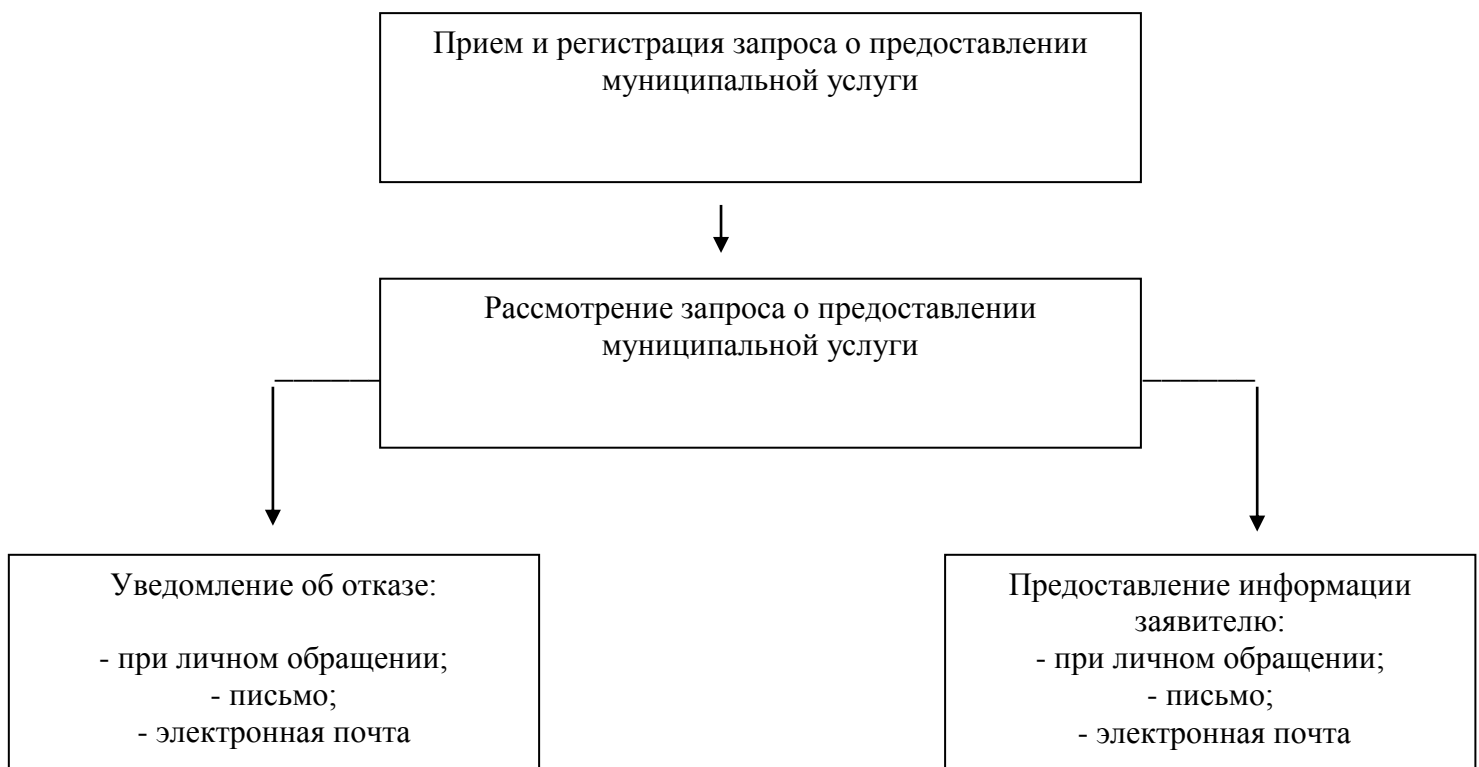 Прием и регистрация запроса о предоставлении
муниципальной услуги
Рассмотрение запроса о предоставлении
муниципальной услуги
Уведомление об отказе:
- при личном обращении;
- письмо;
- электронная почта
Предоставление информации
заявителю:
- при личном обращении;
- письмо;
- электронная почта